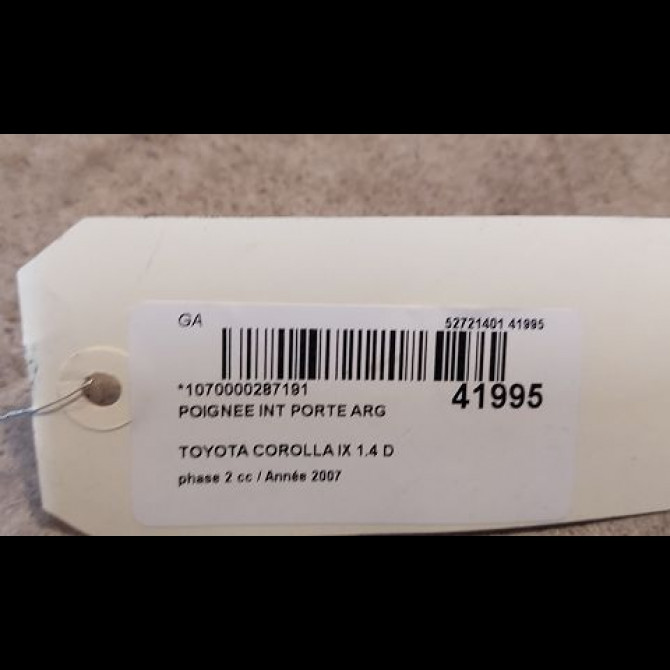 GA 52721401 41995
*1070000287191 41995
POIGNEE INT PORTE ARG
TOYOTA COROLLA IX 1.4 D
phase 2 cc / Année 2007